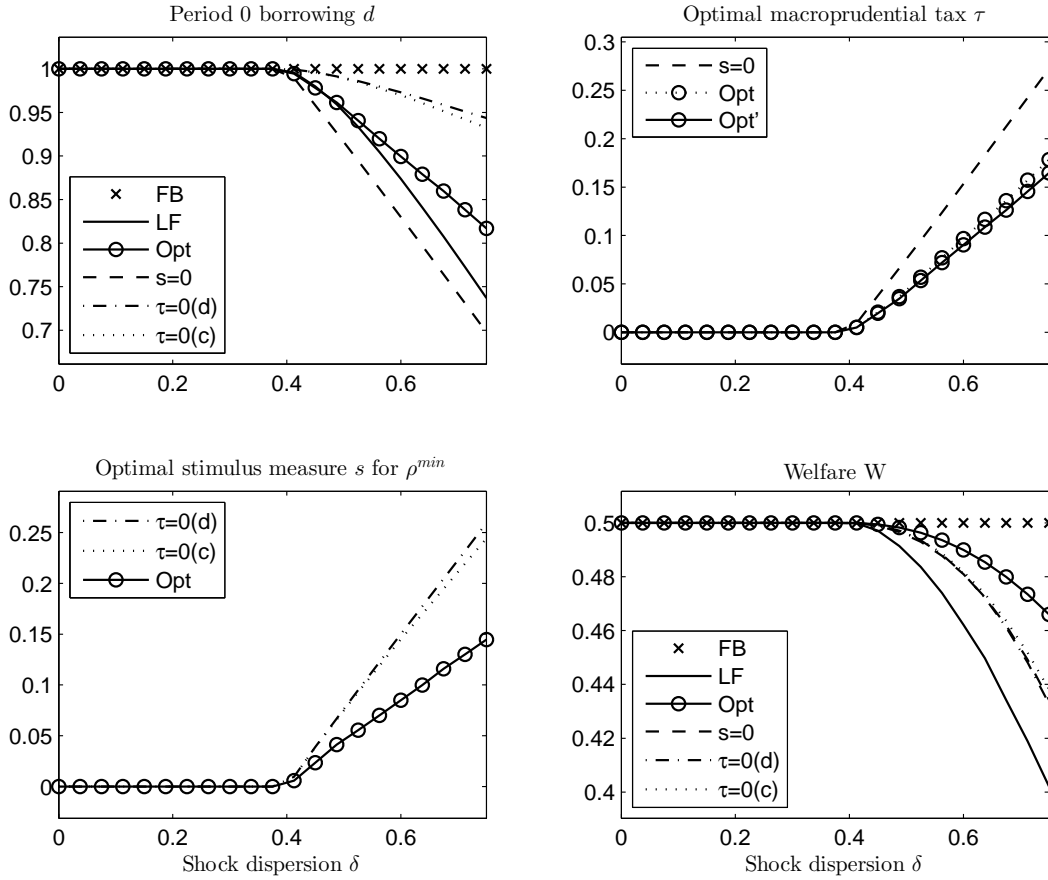 Period 0 borrowing d
1
0.95
0.9
0.85
0.8
0.75
0.7
FB
LF
Opt
s=0
τ=0(d)
τ=0(c)
0 0.2 0.4 0.6
Optimal macroprudential tax τ
0.3
0.25
0.2
0.15
0.1
0.05
0
s=0
Opt
Opt'
0 0.2 0.4 0.6
Optimal stimulus measure s for ρ^min
0.25
0.2
0.15
0.1
0.05
0
τ=0(d)
τ=0(c)
Opt
0 0.2 0.4 0.6
Shock dispersion δ
Welfare W
0.5
0.48
0.46
0.44
0.42
0.4
FB
LF
Opt
s=0
τ=0(d)
τ=0(c)
0 0.2 0.4 0.6
Shock dispersion δ